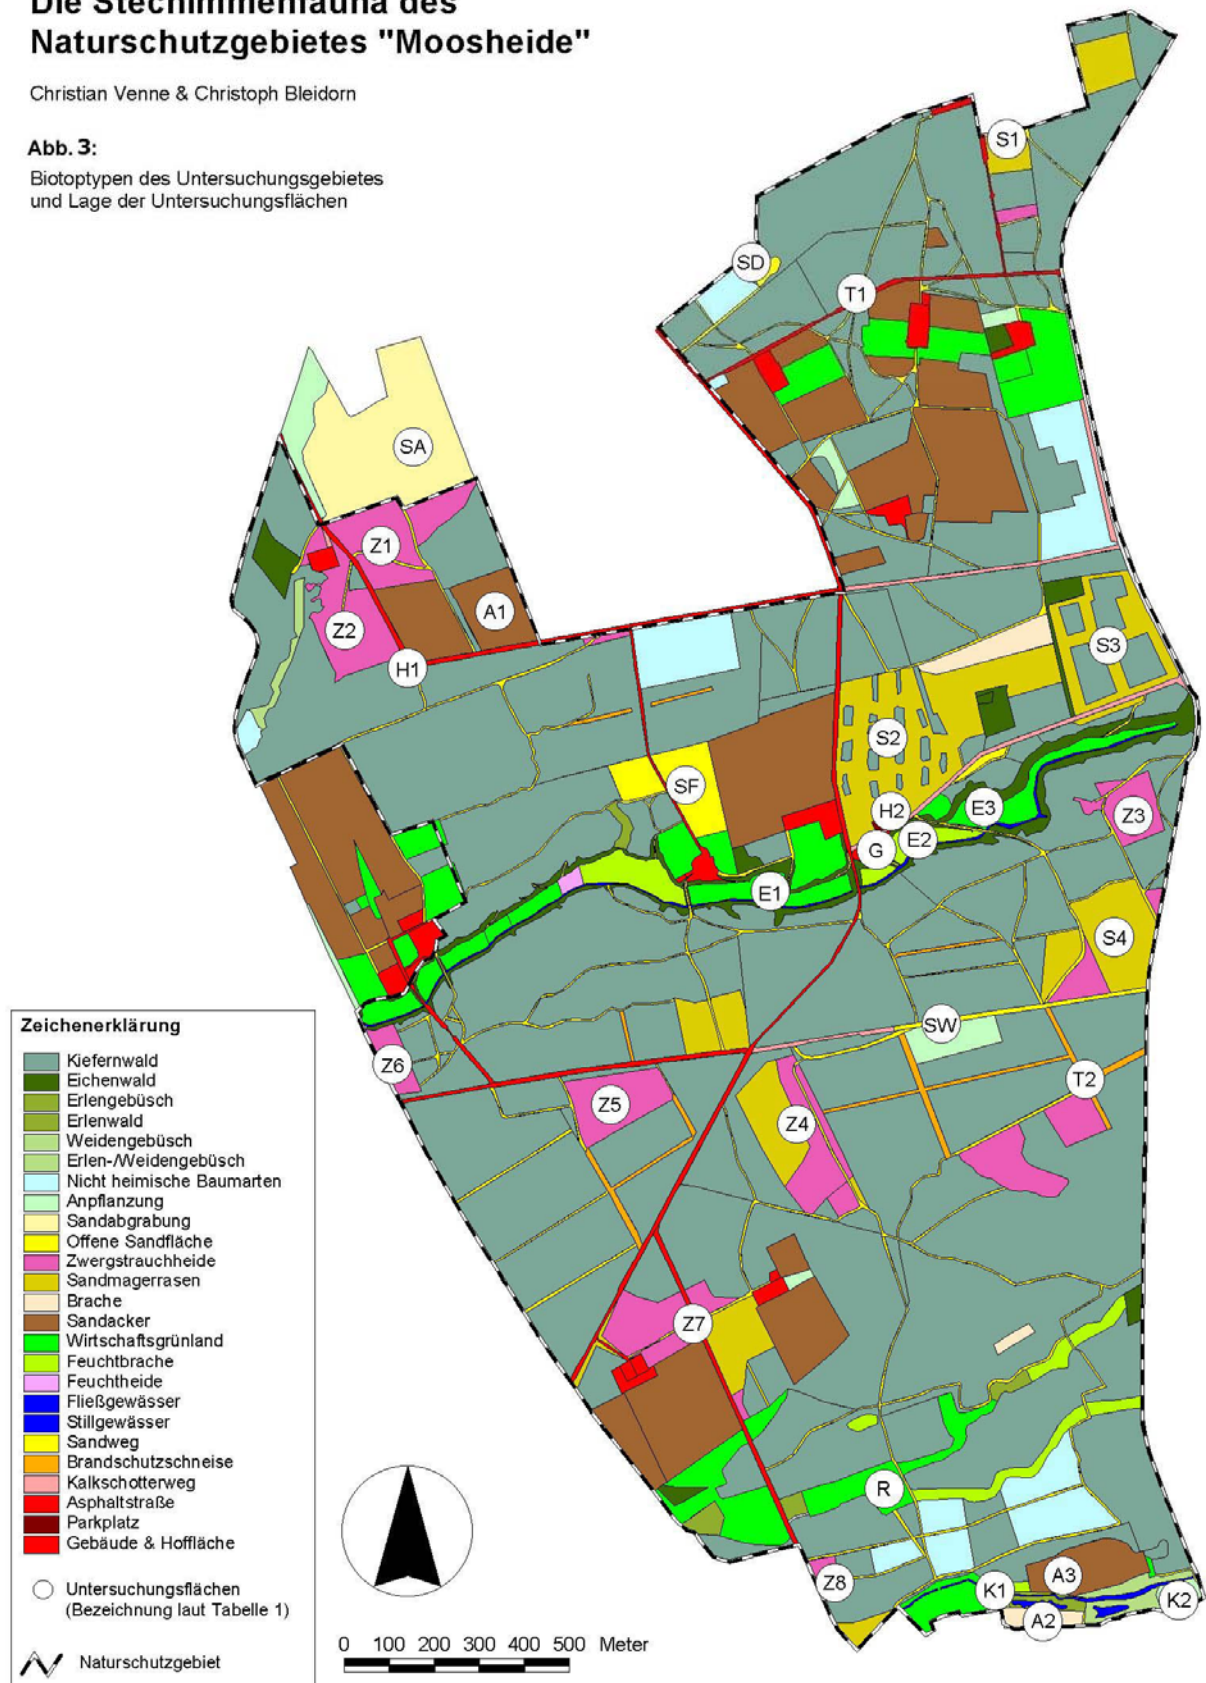 Die Stechimmenfauna des
Naturschutzgebietes "Moosheide"
Christian Venne & Christoph Bleidorn
Abb. 3:
Biotoptypen des Untersuchungsgebietes
und Lage der Untersuchungsflächen
S1
SD
T1
SA
Z1
A1
Z2
H1
S3
S2
SF
H2
E3
Z3
E2
G
E1
S4
SW
Z6
T2
Z5
Z4
Z7
R
Z8
K1
A3
K2
A2
Zeichenerklärung
Kiefernwald
Eichenwald
Erlengebüsch
Erlenwald
Weidengebüsch
Erlen-/Weidengebüsch
Nicht heimische Baumarten
Anpflanzung
Sandabgrabung
Offene Sandfläche
Zwergstrauchheide
Sandmagerrasen
Brache
Sandacker
Wirtschaftsgrünland
Feuchtbrache
Feuchtheide
Fließgewässer
Stillgewässer
Sandweg
Brandschutzschneise
Kalkschotterweg
Asphaltstraße
Parkplatz
Gebäude & Hoffläche
Untersuchungsflächen
(Bezeichnung laut Tabelle 1)
Naturschutzgebiet
0 100 200 300 400 500 Meter